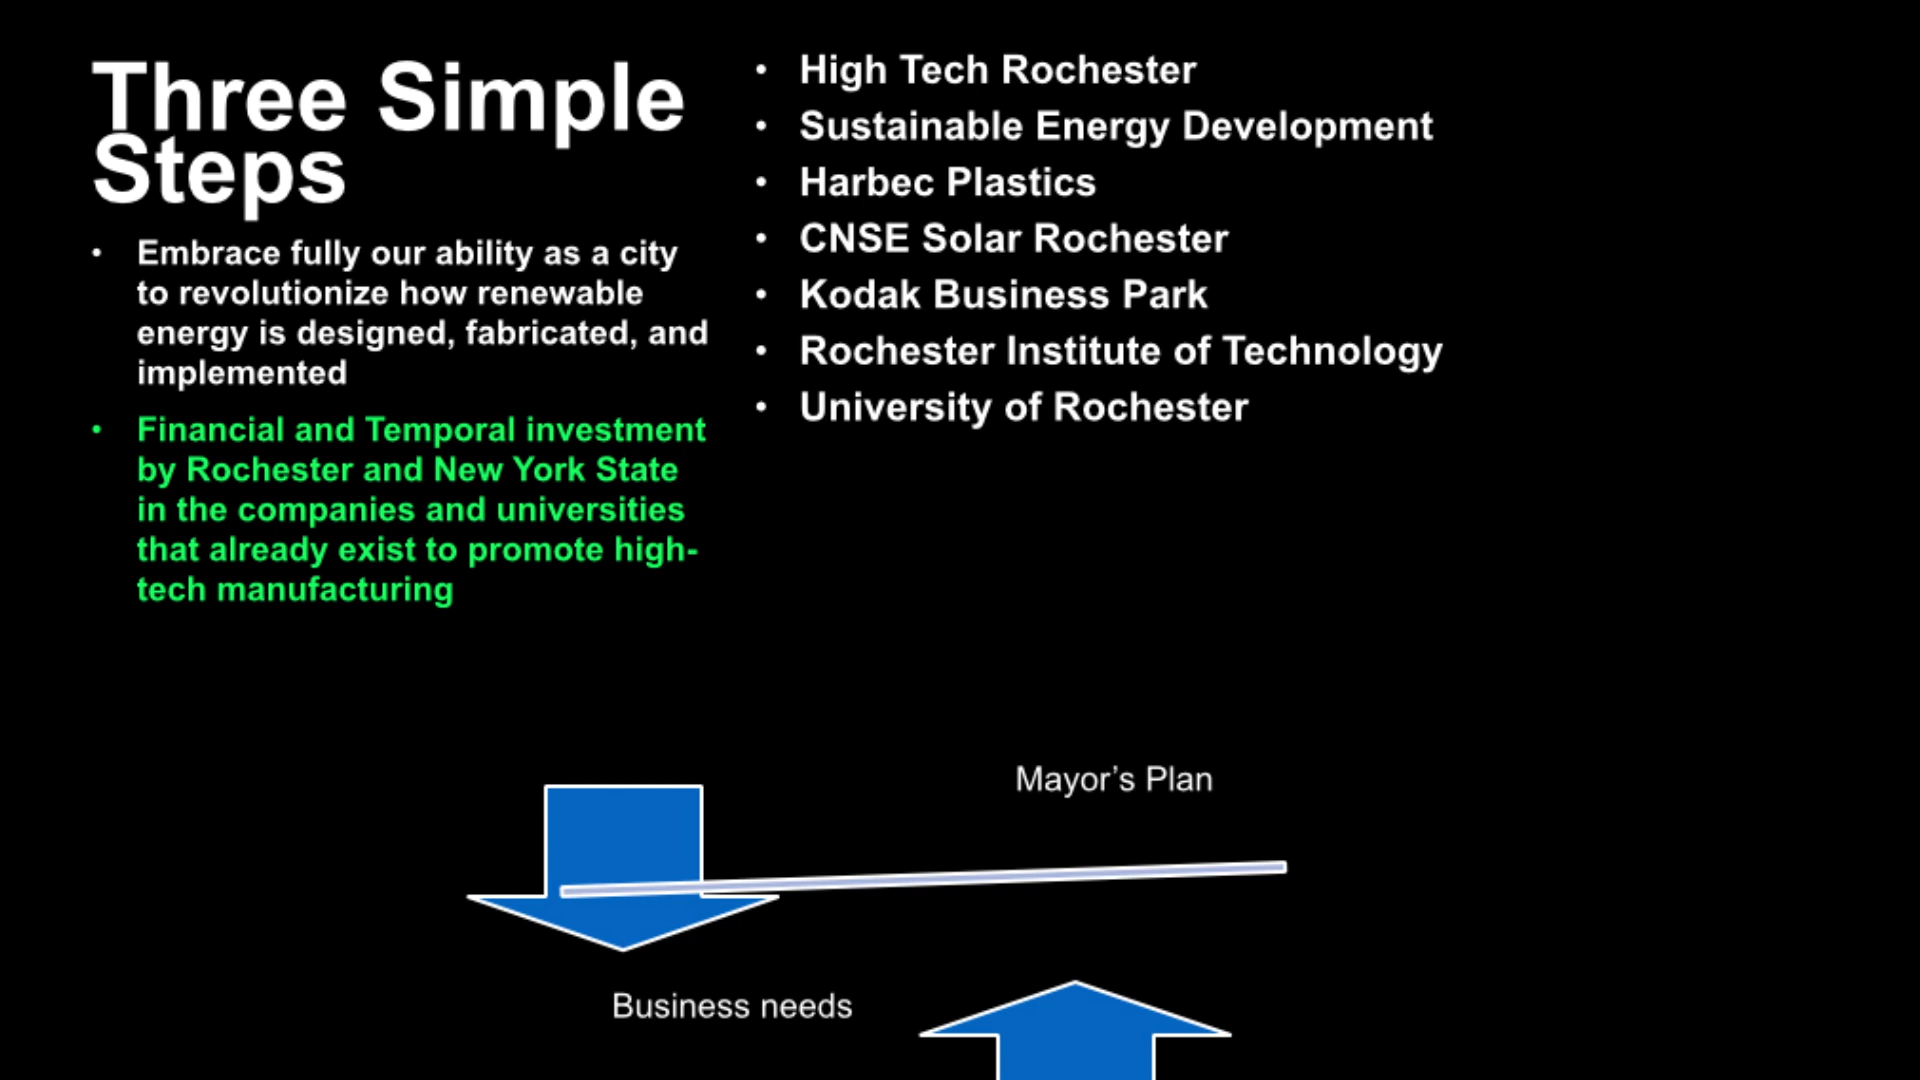 Three Simple
Steps
• Embrace fully our ability as a city
to revolutionize how renewable
energy is designed, fabricated, and
implemented
• Financial and Temporal investment
by Rochester and New York State
in the companies and universities
that already exist to promote high-
tech manufacturing
• High Tech Rochester
• Sustainable Energy Development
• Harbec Plastics
• CNSE Solar Rochester
• Kodak Business Park
• Rochester Institute of Technology
• University of Rochester
Mayor’s Plan
Business needs